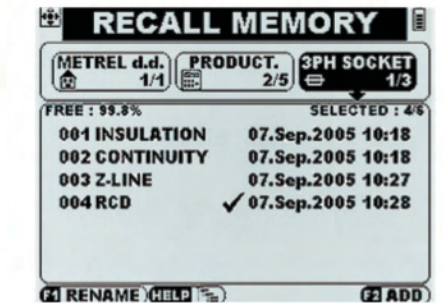 RECALL MEMORY
METREL d.d. PRODUCT. 3PH SOCKET
1/1 2/5 1/3
FREE : 99.8% SELECTED : 4/6
001 INSULATION 07.Sep.2005 10:18
002 CONTINUITY 07.Sep.2005 10:18
003 Z-LINE 07.Sep.2005 10:27
004 RCD ✓ 07.Sep.2005 10:28
F1 RENAME HELP F2 ADD